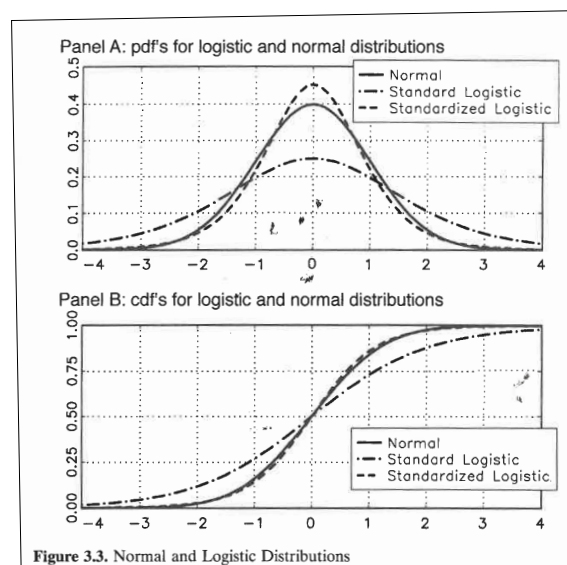 Panel A: pdf's for logistic and normal distributions
Normal
Standard Logistic
Standardized Logistic
0.5
0.4
0.3
0.2
0.1
0.0
-4 -3 -2 -1 0 1 2 3 4
Panel B: cdf's for logistic and normal distributions
1.00
0.75
0.50
0.25
0.00
Normal
Standard Logistic
Standardized Logistic
-4 -3 -2 -1 0 1 2 3 4
Figure 3.3. Normal and Logistic Distributions